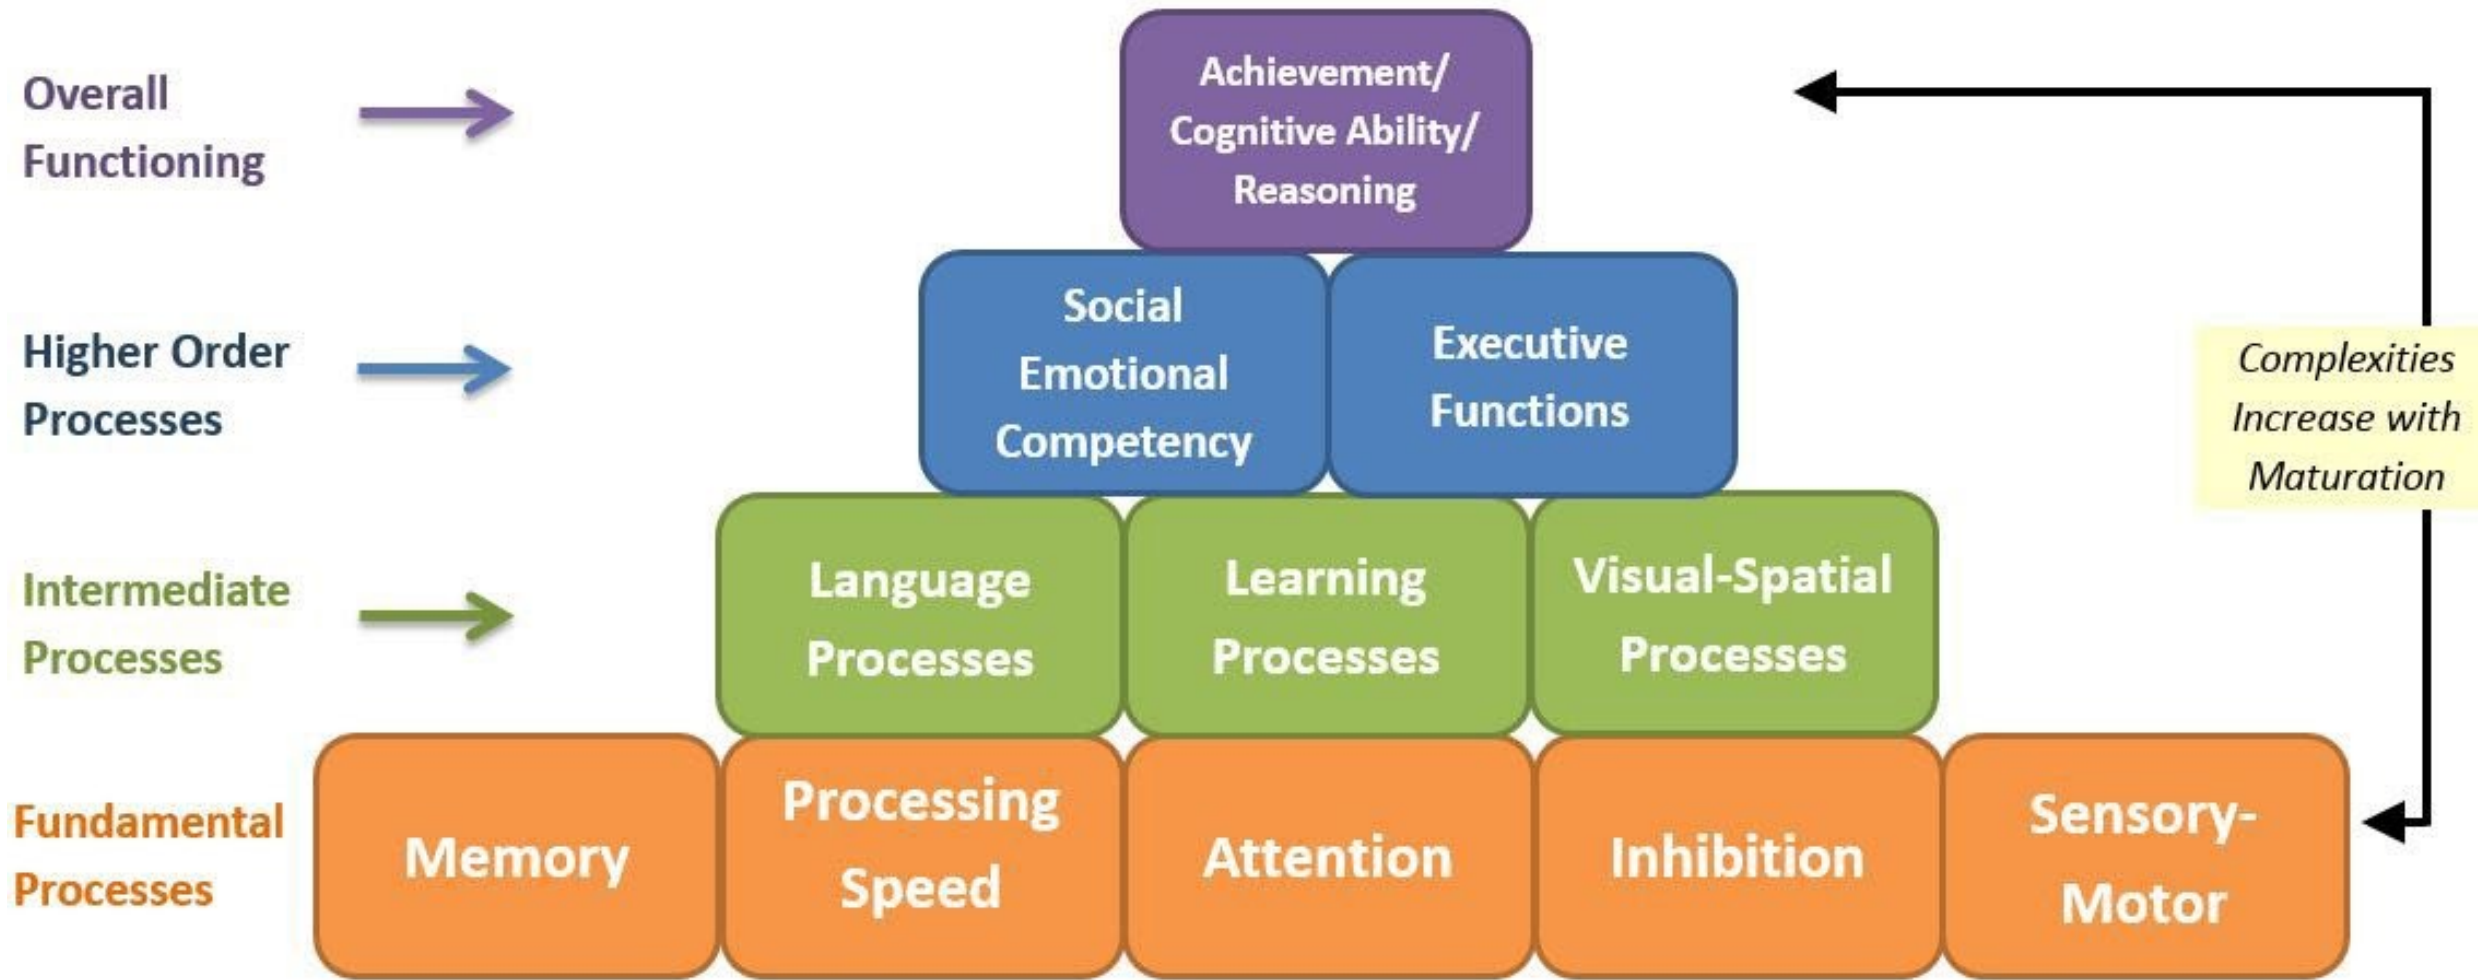 Overall
Functioning
Achievement/
Cognitive Ability/
Reasoning
Higher Order
Processes
Social
Emotional
Competency
Executive
Functions
Complexities
Increase with
Maturation
Intermediate
Processes
Language
Processes
Learning
Processes
Visual-Spatial
Processes
Fundamental
Processes
Memory
Processing
Speed
Attention
Inhibition
Sensory-
Motor